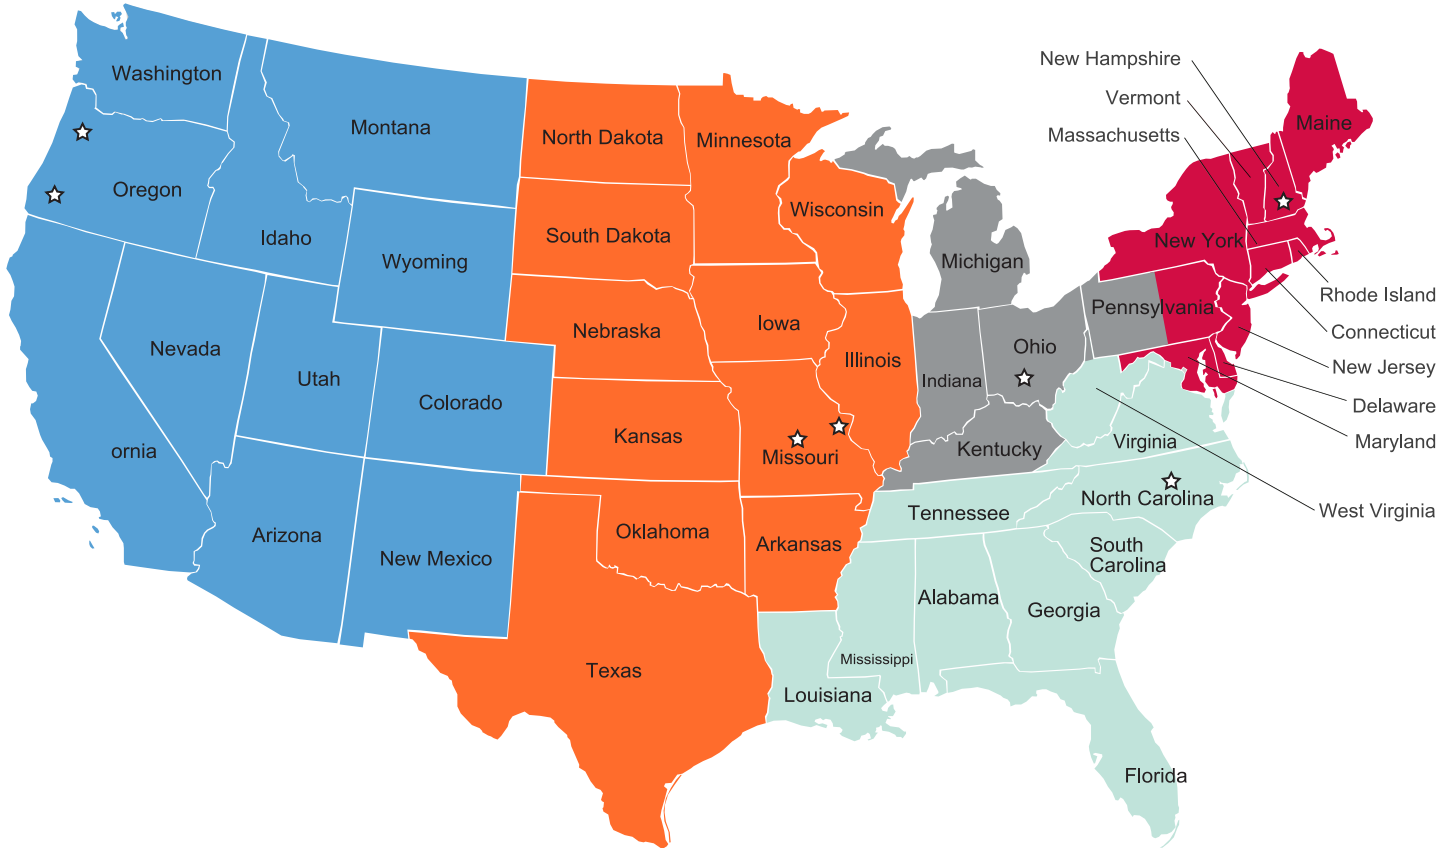 New Hampshire
Vermont
Massachusetts
Maine
Washington
Montana
North Dakota
Minnesota
Oregon
Idaho
Wyoming
South Dakota
Wisconsin
Michigan
New York
Rhode Island
Connecticut
New Jersey
Delaware
Maryland
West Virginia
Nevada
Utah
Colorado
Nebraska
Iowa
Illinois
Indiana
Ohio
Pennsylvania
ornia
Kansas
Missouri
Kentucky
Virginia
Arizona
New Mexico
Oklahoma
Arkansas
Tennessee
North Carolina
South
Carolina
Texas
Louisiana
Mississippi
Alabama
Georgia
Florida